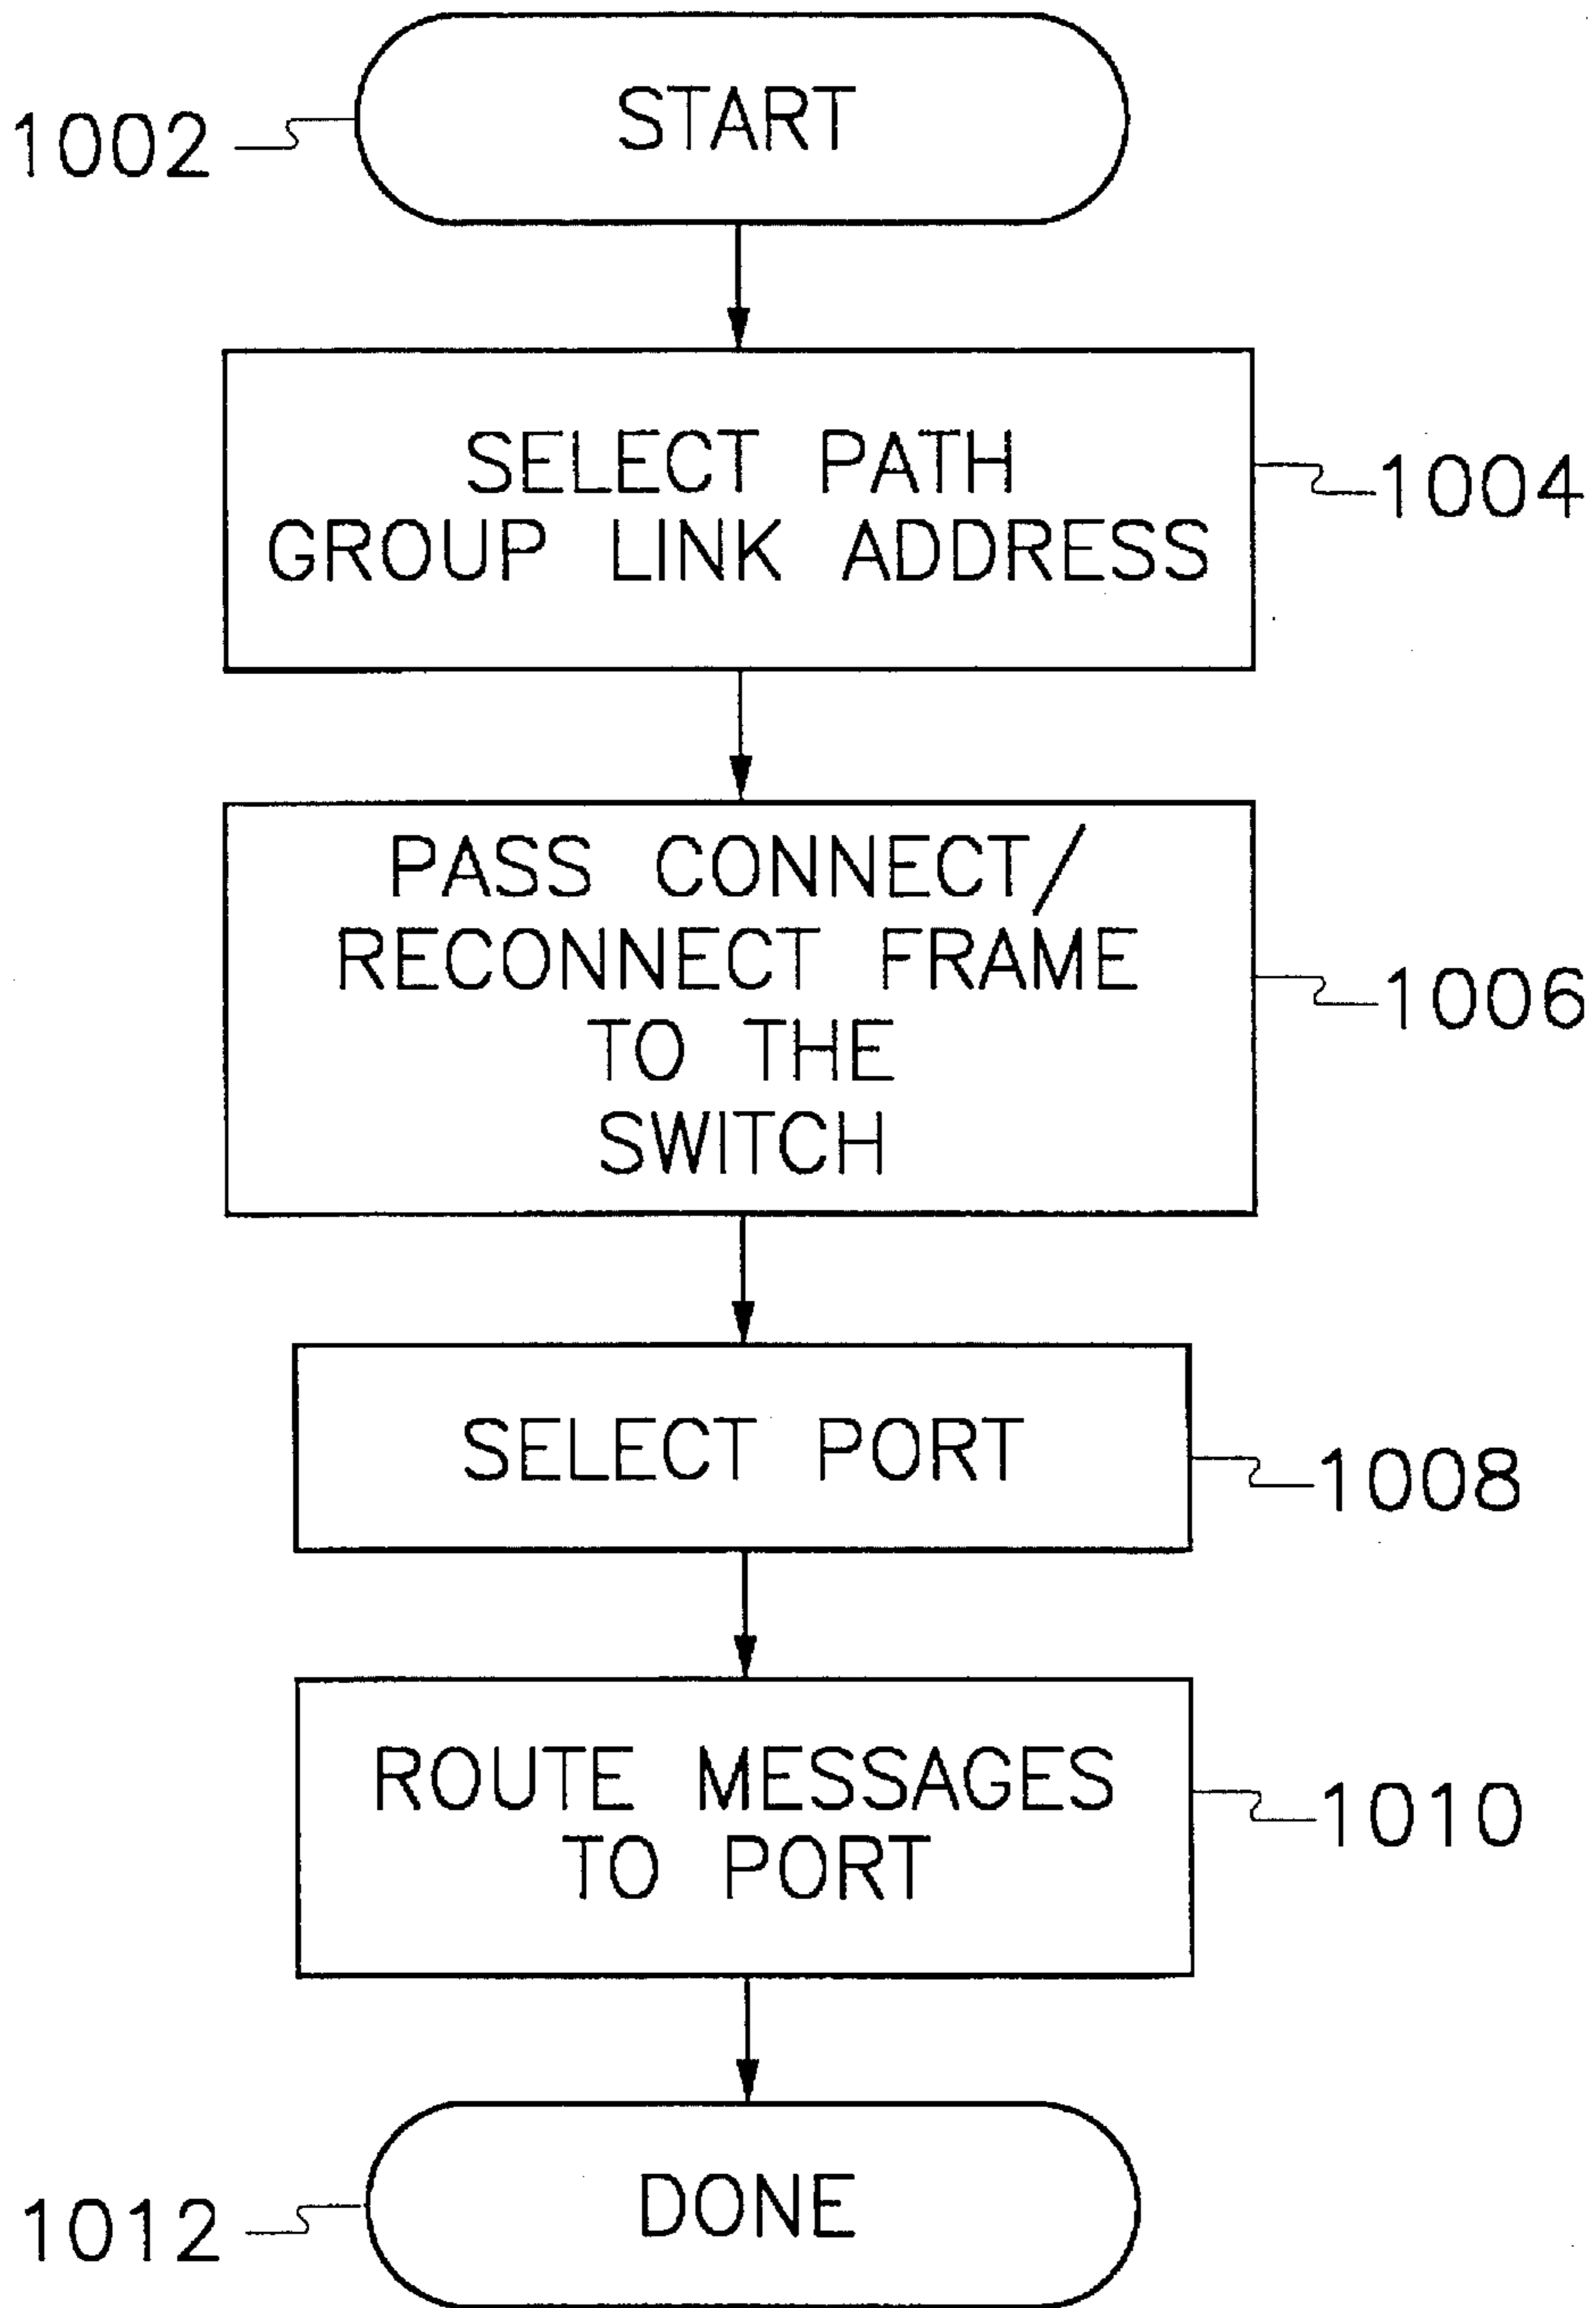 START
1002
SELECT PATH
GROUP LINK ADDRESS
1004
PASS CONNECT/
RECONNECT FRAME
TO THE
SWITCH
1006
SELECT PORT
1008
ROUTE MESSAGES
TO PORT
1010
DONE
1012